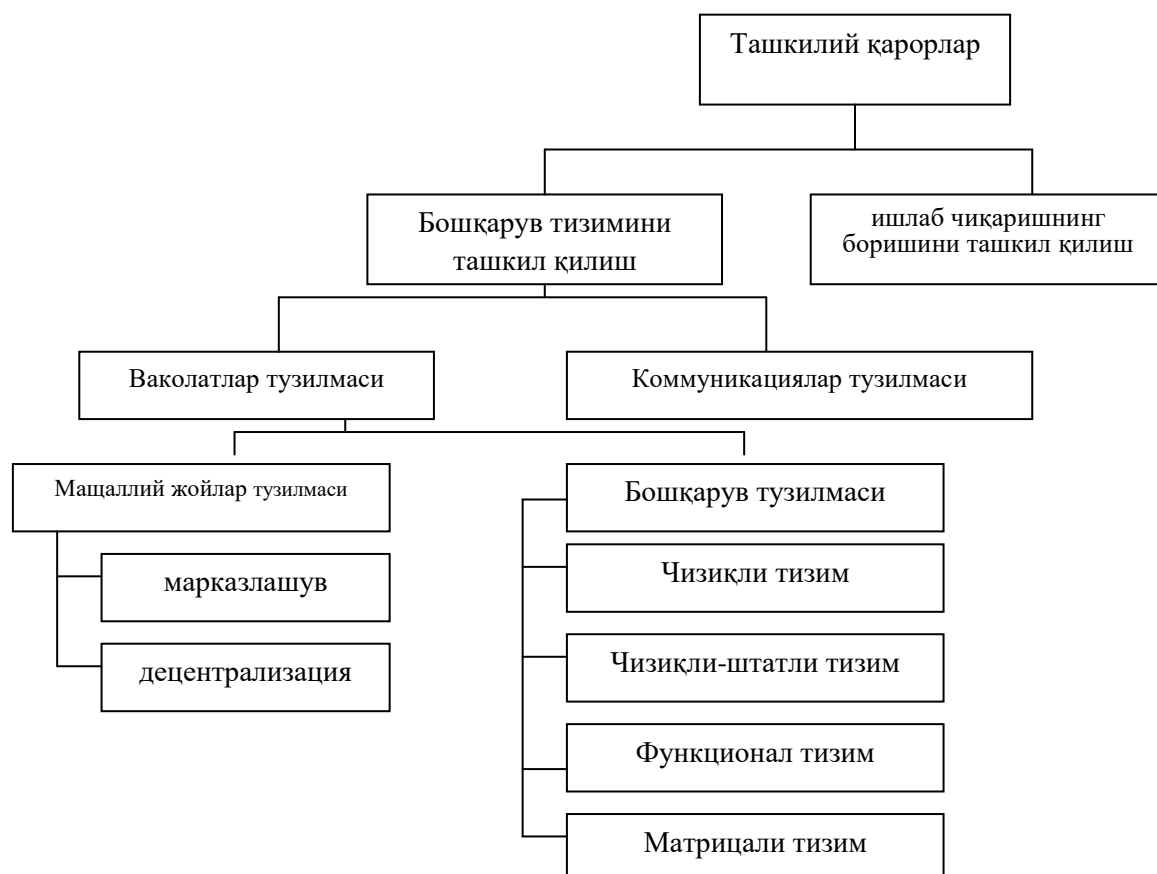 Ташкилий қарорлар
Бошқарув тизимини
ташкил қилиш
ишлаб чиқаришнинг
боришини ташкил қилиш
Ваколатлар тузилмаси
Коммуникациялар тузилмаси
Мащаллий жойлар тузилмаси
Бошқарув тузилмаси
марказлашув
Чизиқли тизим
децентрализация
Чизиқли-штатли тизим
Функционал тизим
Матрицали тизим